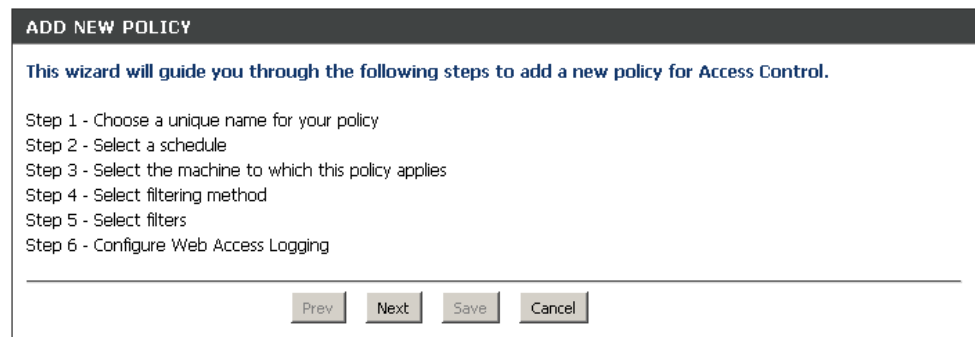 ADD NEW POLICY
This wizard will guide you through the following steps to add a new policy for Access Control.
Step 1 - Choose a unique name for your policy
Step 2 - Select a schedule
Step 3 - Select the machine to which this policy applies
Step 4 - Select filtering method
Step 5 - Select filters
Step 6 - Configure Web Access Logging
Prev Next Save Cancel